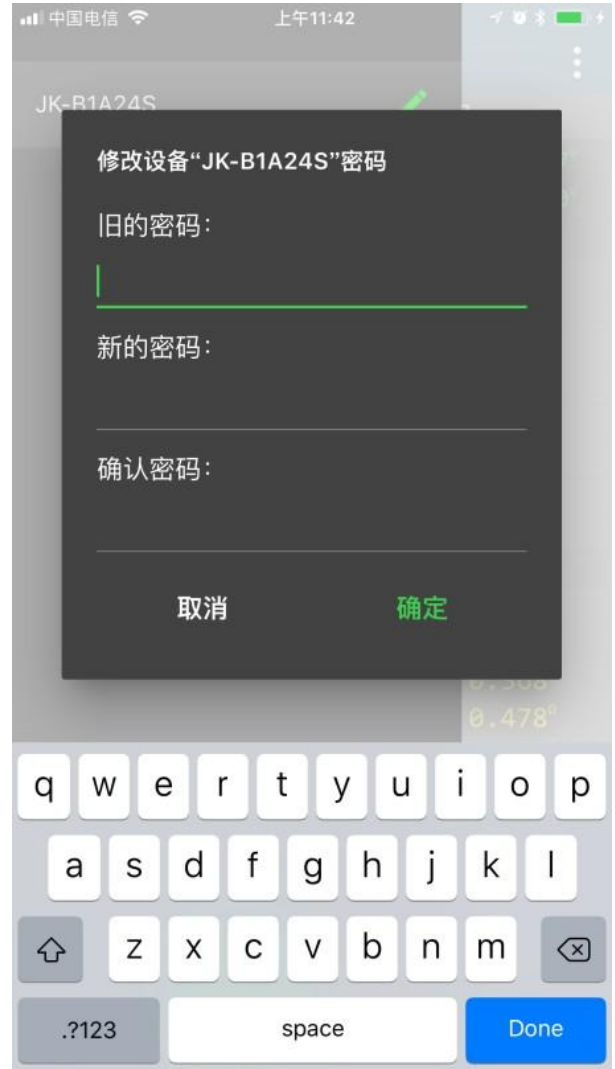 中国电信 上午11:42
JK-B1A24S
修改设备“JK-B1A24S”密码
旧的密码：
新的密码：
确认密码：
取消 确定
0.478⁰
q w e r t y u i o p
a s d f g h j k l
z x c v b n m
.?123 space Done